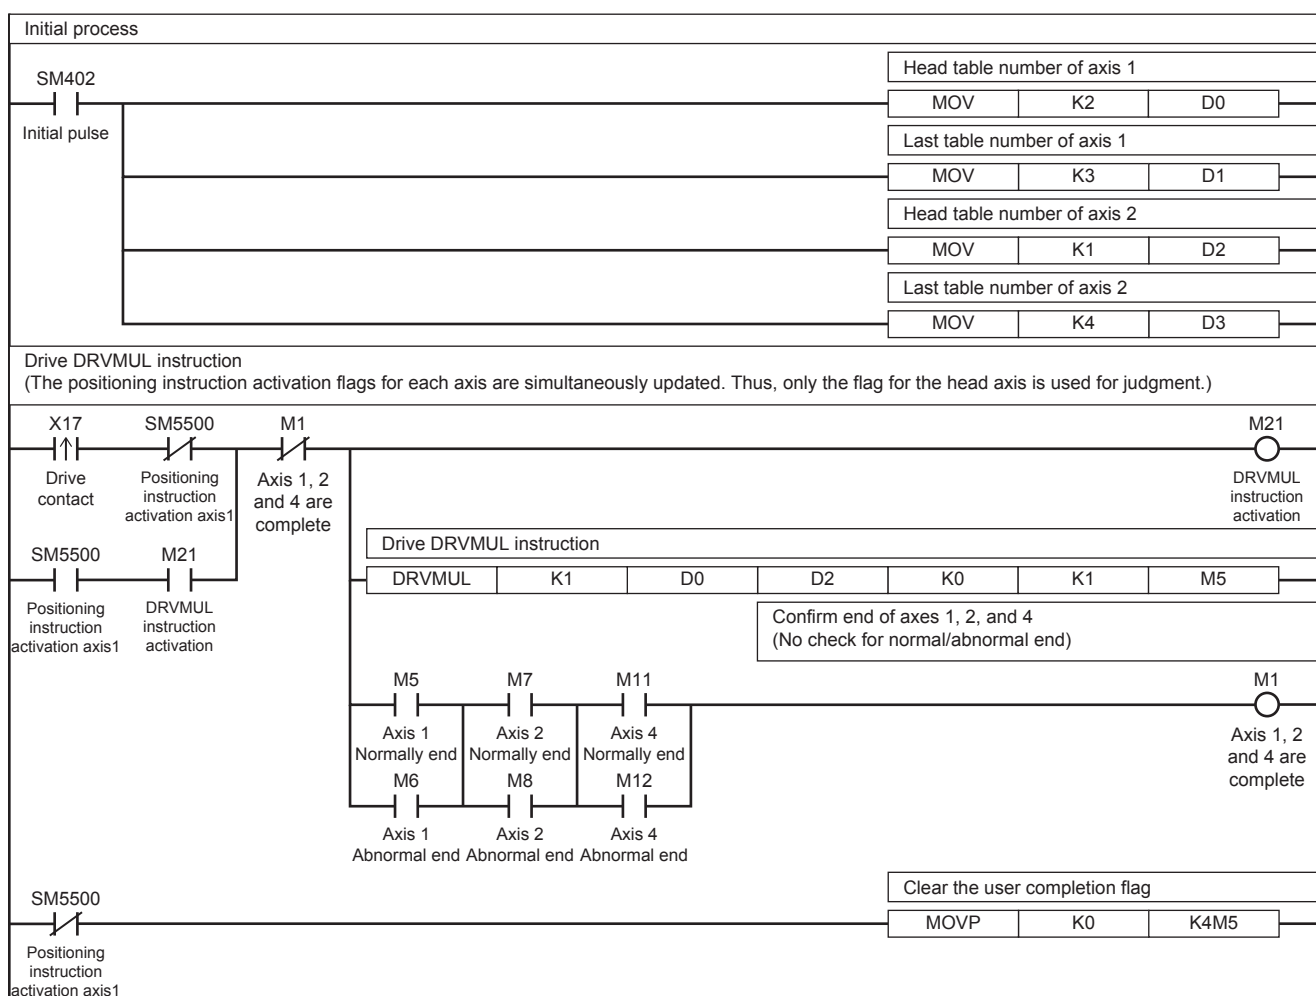 Initial process
SM402
Initial pulse
Head table number of axis 1
MOV K2 D0
Last table number of axis 1
MOV K3 D1
Head table number of axis 2
MOV K1 D2
Last table number of axis 2
MOV K4 D3
Drive DRVMUL instruction
(The positioning instruction activation flags for each axis are simultaneously updated. Thus, only the flag for the head axis is used for judgment.)
X17 SM5500 M1 M21
Drive
contact
Positioning
instruction
activation axis1
Axis 1, 2
and 4 are
complete
DRVMUL
instruction
activation
SM5500 M21
Positioning
instruction
activation axis1
DRVMUL
instruction
activation
Drive DRVMUL instruction
DRVMUL K1 D0 D2 K0 K1 M5
Confirm end of axes 1, 2, and 4
(No check for normal/abnormal end)
M5 M7 M11 M1
Axis 1
Normally end
Axis 2
Normally end
Axis 4
Normally end
Axis 1, 2
and 4 are
complete
M6 M8 M12
Axis 1
Abnormal end
Axis 2
Abnormal end
Axis 4
Abnormal end
SM5500
Positioning
instruction
activation axis1
Clear the user completion flag
MOVP K0 K4M5